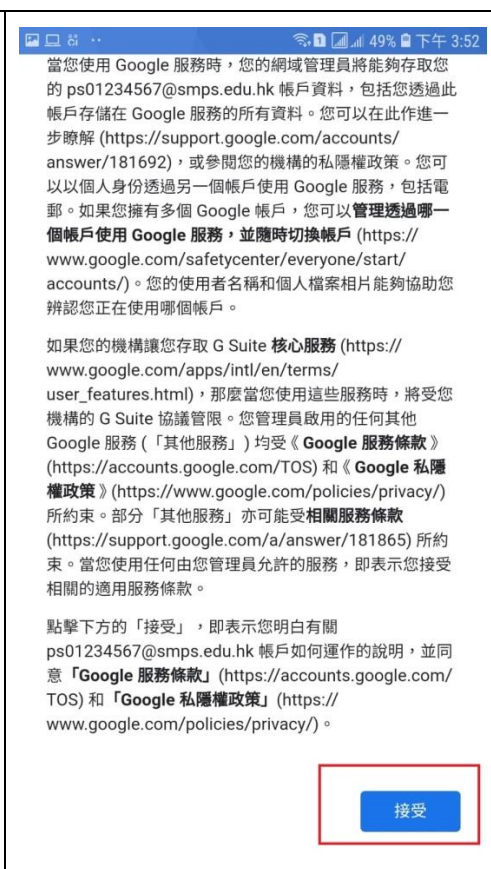 49% 下午 3:52
當您使用 Google 服務時，您的網域管理員將能夠存取您
的 ps01234567@smps.edu.hk 帳戶資料，包括您透過此
帳戶存儲在 Google 服務的所有資料。您可以在此作進一
步瞭解 (https://support.google.com/accounts/
answer/181692)，或參閱您的機構的私隱權政策。您可
以以個人身份透過另一個帳戶使用 Google 服務，包括電
郵。如果您擁有多個 Google 帳戶，您可以管理透過哪一
個帳戶使用 Google 服務，並隨時切換帳戶 (https://
www.google.com/safetycenter/everyone/start/
accounts/)。您的使用者名稱和個人檔案相片能夠協助您
辨認您正在使用哪個帳戶。
如果您的機構讓您存取 G Suite 核心服務 (https://
www.google.com/apps/intl/en/terms/
user_features.html)，那麼當您使用這些服務時，將受您
機構的 G Suite 協議管限。您管理員啟用的任何其他
Google 服務 (「其他服務」) 均受《 Google 服務條款 》
(https://accounts.google.com/TOS) 和《 Google 私隱
權政策 》(https://www.google.com/policies/privacy/)
所約束。部分「其他服務」亦可能受相關服務條款
(https://support.google.com/a/answer/181865) 所約
束。當您使用任何由您管理員允許的服務，即表示您接受
相關的適用服務條款。
點擊下方的「接受」，即表示您明白有關
ps01234567@smps.edu.hk 帳戶如何運作的說明，並同
意「Google 服務條款」(https://accounts.google.com/
TOS) 和「Google 私隱權政策」(https://
www.google.com/policies/privacy/)。
接受